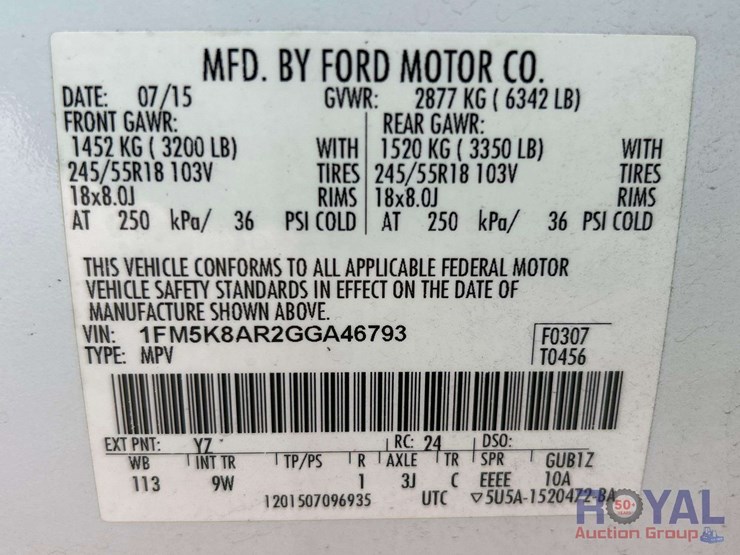 MFD. BY FORD MOTOR CO.
DATE: 07/15 GVWR: 2877 KG ( 6342 LB)
FRONT GAWR: REAR GAWR:
1452 KG ( 3200 LB) WITH 1520 KG ( 3350 LB) WITH
245/55R18 103V TIRES 245/55R18 103V TIRES
18x8.0J RIMS 18x8.0J RIMS
AT 250 kPa/ 36 PSI COLD AT 250 kPa/ 36 PSI COLD
THIS VEHICLE CONFORMS TO ALL APPLICABLE FEDERAL MOTOR
VEHICLE SAFETY STANDARDS IN EFFECT ON THE DATE OF
MANUFACTURE SHOWN ABOVE.
VIN: 1FM5K8AR2GGA46793 F0307
TYPE: MPV T0456
EXT PNT: YZ RC: 24 DSO:
WB INT TR TP/PS R AXLE TR SPR GUB1Z
113 9W 1 3J C EEEE 10A
1201507096935 UTC ▽5U5A-1520472-BA
ROYAL
50+ YEARS
Auction Group